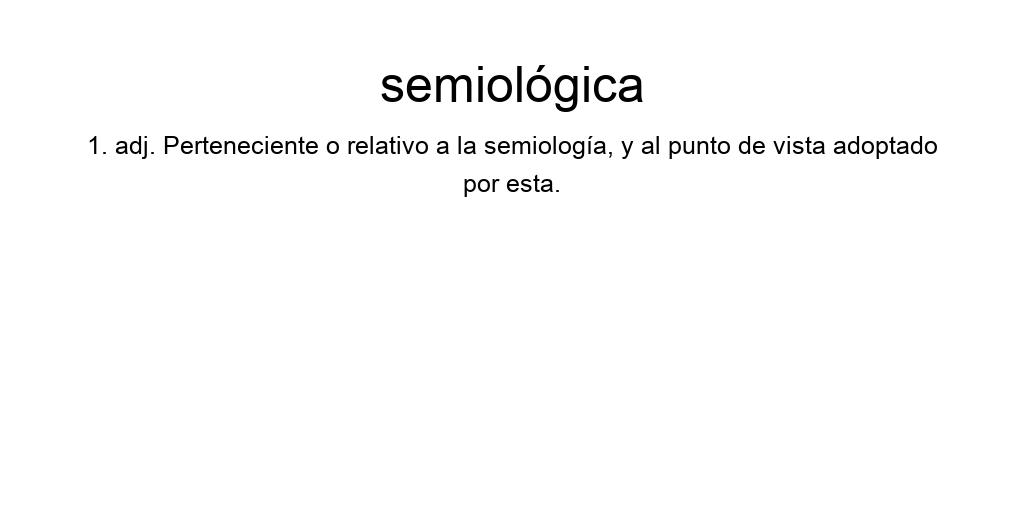 semiológica
1. adj. Perteneciente o relativo a la semiología, y al punto de vista adoptado
por esta.